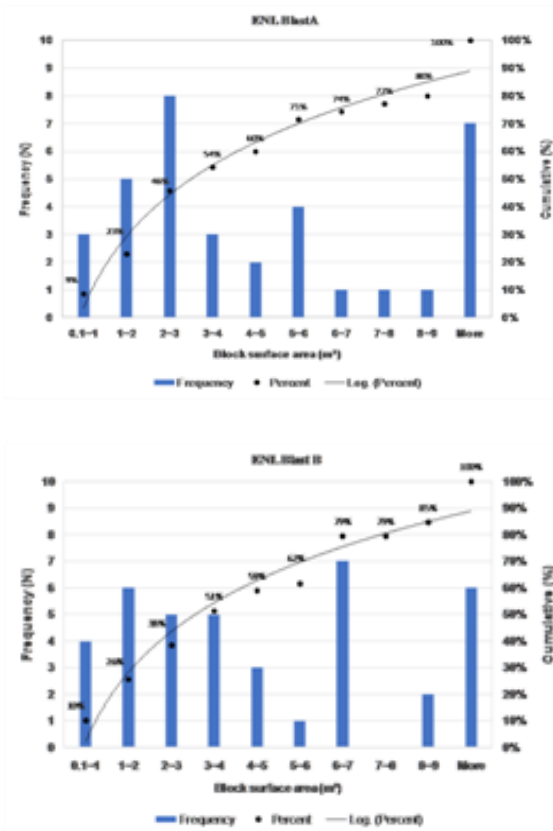 ENL BlastA
10 100% 100%
9 90%
8 80% 80%
77%
74%
71%
7 70%
6 60% 60%
54%
5 50%
46%
4 40%
3 30%
23%
2 20%
1 9% 10%
0 0%
Frequency (N)
Cumulative (%)
0,1–1 1–2 2–3 3–4 4–5 5–6 6–7 7–8 8–9 More
Block surface area (m²)
Frequency Percent Log. (Percent)
ENL Blast B
100%
10 100%
9 90%
85%
8 79% 79% 80%
7 70%
62%
6 59% 60%
51%
5 50%
4 40%
3 26% 30%
2 20%
1 10% 10%
0 0%
Frequency (N)
Cumulative (%)
0,1–1 1–2 2–3 3–4 4–5 5–6 6–7 7–8 8–9 More
Block surface area (m²)
Frequency Percent Log. (Percent)